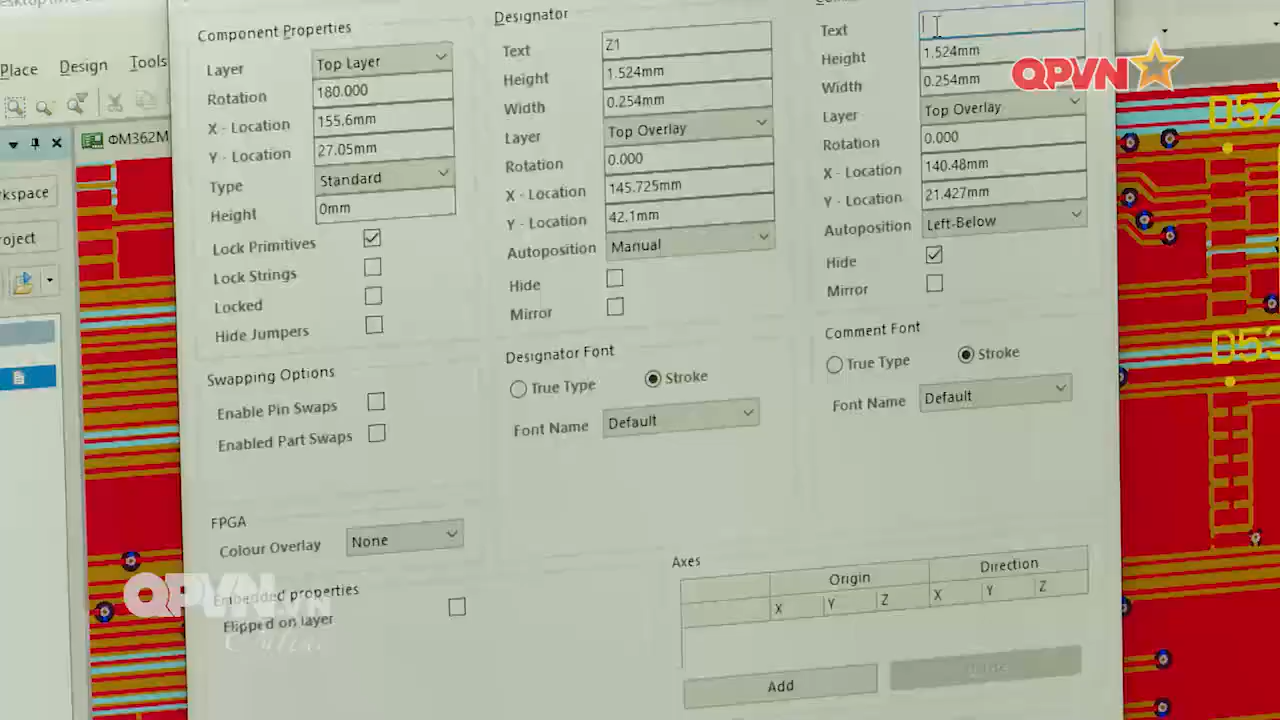 Place Design Tools
ФМ362М
rkspace
roject
Component Properties
Layer Top Layer
Rotation 180.000
X - Location 155.6mm
Y - Location 27.05mm
Type Standard
Height 0mm
Lock Primitives
Lock Strings
Locked
Hide Jumpers
Swapping Options
Enable Pin Swaps
Enabled Part Swaps
FPGA
Colour Overlay None
Embedded properties
Flipped on layer
Designator
Text Z1
Height 1.524mm
Width 0.254mm
Layer Top Overlay
Rotation 0.000
X - Location 145.725mm
Y - Location 42.1mm
Autoposition Manual
Hide
Mirror
Designator Font
True Type Stroke
Font Name Default
Text
Height 1.524mm
Width 0.254mm
Layer Top Overlay
Rotation 0.000
X - Location 140.48mm
Y - Location 21.427mm
Autoposition Left-Below
Hide
Mirror
Comment Font
True Type Stroke
Font Name Default
Axes
Origin Direction
X Y Z X Y Z
Add
QPVN
D53
QPVN.VN
Online